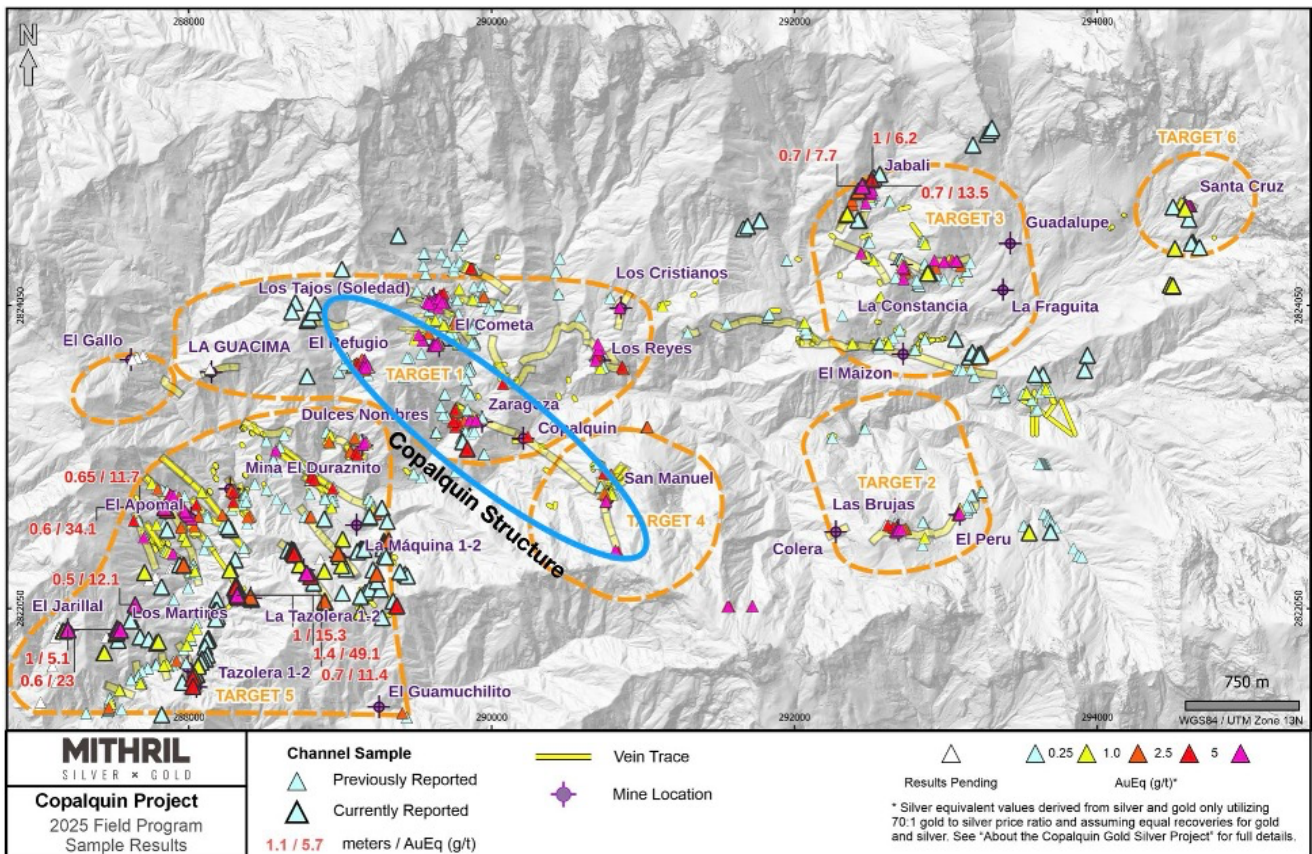 288000
290000
292000
294000
N
1 / 6.2
TARGET 6
0.7 / 7.7
Jabali
Santa Cruz
0.7 / 13.5
TARGET 3
Guadalupe
Los Cristianos
Los Tajos (Soledad)
2824050
2824050
La Constancia
La Fraguita
El Cometa
El Gallo
LA GUACIMA
El Refugio
Los Reyes
TARGET 1
El Maizon
Zaragoza
Dulces Nombres
Copalquin
Copalquin Structure
Mina El Duraznito
San Manuel
0.65 / 11.7
TARGET 2
El Apomal
Las Brujas
0.6 / 34.1
TARGET 4
La Máquina 1-2
Colera
El Peru
0.5 / 12.1
El Jarillal
Los Martires
La Tazolera 1-2
2822050
2822050
1 / 15.3
1 / 5.1
1.4 / 49.1
0.6 / 23
Tazolera 1-2
0.7 / 11.4
TARGET 5
El Guamuchilito
750 m
288000
290000
292000
294000
WGS84 / UTM Zone 13N
MITHRIL
SILVER × GOLD
Copalquin Project
2025 Field Program
Sample Results
Channel Sample
Previously Reported
Currently Reported
1.1 / 5.7 meters / AuEq (g/t)
Vein Trace
Mine Location
0.25 1.0 2.5 5
Results Pending AuEq (g/t)*
* Silver equivalent values derived from silver and gold only utilizing
70:1 gold to silver price ratio and assuming equal recoveries for gold
and silver. See “About the Copalquin Gold Silver Project” for full details.